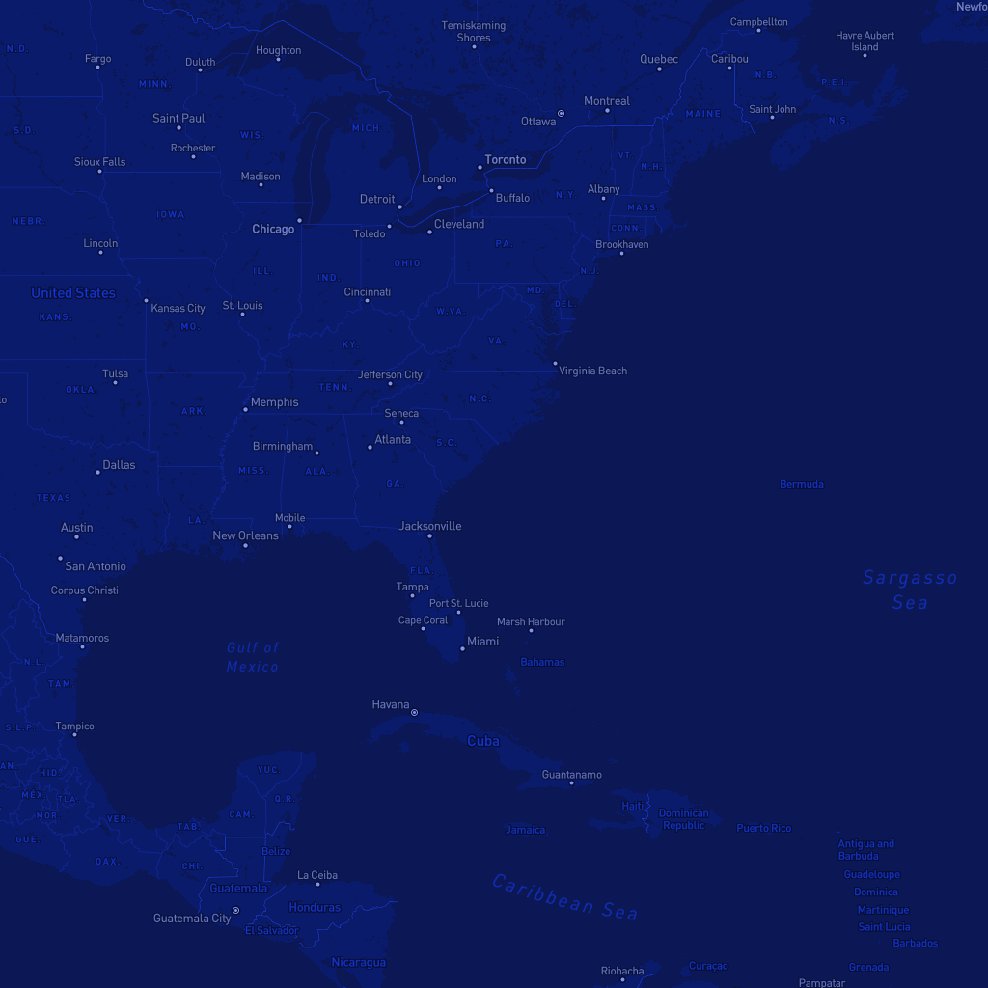 Newfo
Temiskaming
Shores
Campbellton
Havre Aubert
Island
N.D.
Fargo
Duluth
Houghton
Quebec
Caribou
MINN.
N.B.
P.E.I.
Montreal
Ottawa
MAINE
Saint John
N.S.
Saint Paul
S.D.
WIS.
MICH.
Rochester
Sioux Falls
Toronto
VT.
N.H.
Madison
London
Detroit
Buffalo
N.Y.
Albany
IOWA
MASS.
NEBR.
Chicago
Toledo
Cleveland
CONN.
Lincoln
PA.
Brookhaven
ILL.
IND.
OHIO
N.J.
United States
Cincinnati
MD.
DEL.
Kansas City
St. Louis
W.VA.
KANS.
MO.
KY.
VA.
Tulsa
Jefferson City
Virginia Beach
OKLA.
TENN.
lo
Memphis
N.C.
ARK.
Seneca
Birmingham
Atlanta
S.C.
Dallas
MISS.
ALA.
GA.
Bermuda
TEXAS
LA.
Mobile
Austin
New Orleans
Jacksonville
San Antonio
FLA.
Sargasso
Sea
Corpus Christi
Tampa
Port St. Lucie
Cape Coral
Marsh Harbour
Matamoros
Gulf of
Mexico
Miami
N.L.
Bahamas
TAM.
Havana
S.L.P.
Tampico
Cuba
AN.
HID.
YUC.
Guantanamo
MÉX.
TLA.
Q.R.
Haiti
Dominican
Republic
MOR.
VER.
CAM.
Puerto Rico
TAB.
Jamaica
GUE.
Antigua and
Barbuda
OAX.
CHI.
Belize
La Ceiba
Guadeloupe
Guatemala
Caribbean Sea
Dominica
Honduras
Martinique
Guatemala City
El Salvador
Saint Lucia
Barbados
Nicaragua
Riohacha
Curaçao
Grenada
Pampatar